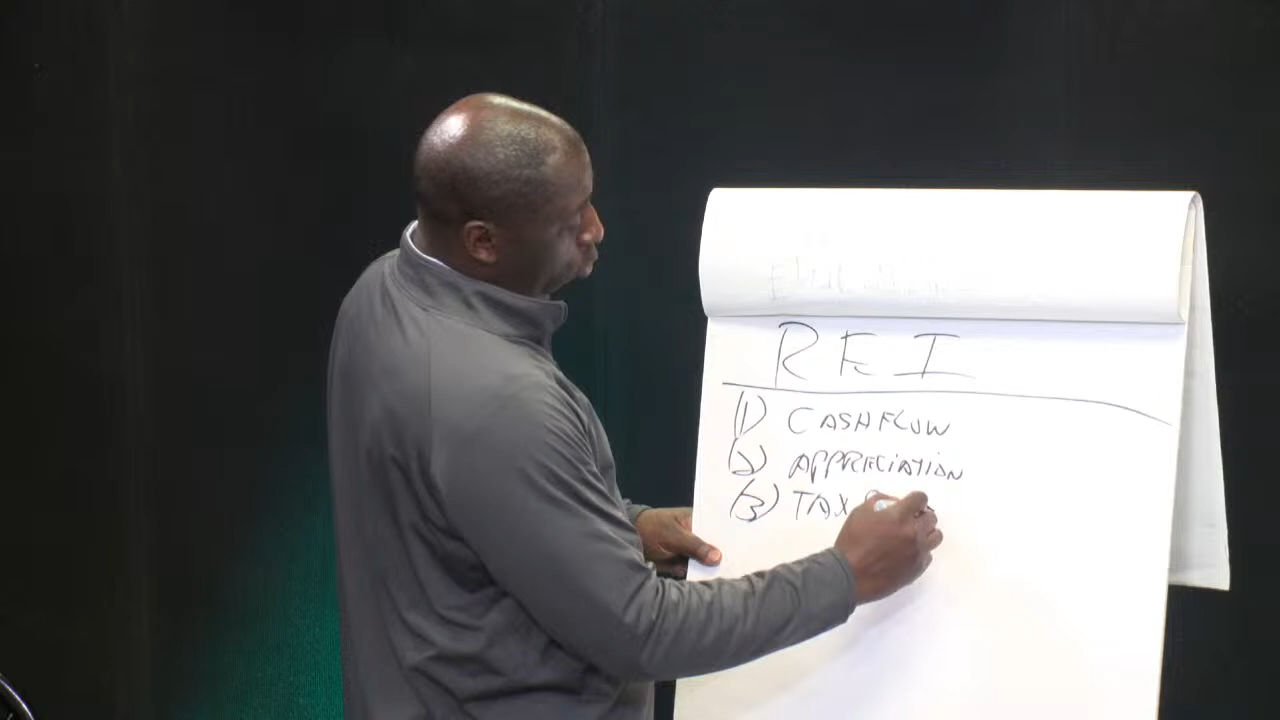 REI
(1) CASHFLOW
(2) APPRECIATION
(3) TAX